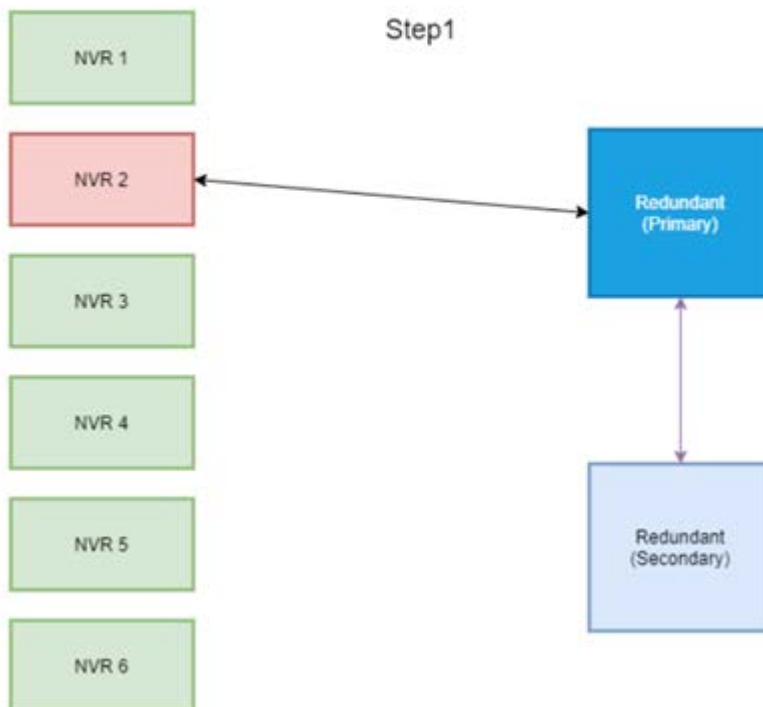 Step1
NVR 1
NVR 2
NVR 3
NVR 4
NVR 5
NVR 6
Redundant
(Primary)
Redundant
(Secondary)